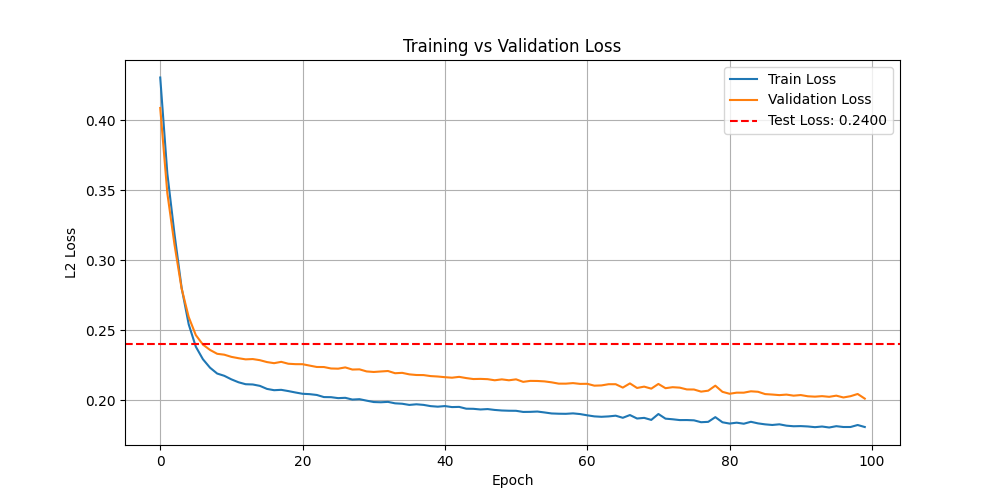 Training vs Validation Loss
Train Loss
Validation Loss
Test Loss: 0.2400
L2 Loss
0.40
0.35
0.30
0.25
0.20
0 20 40 60 80 100
Epoch